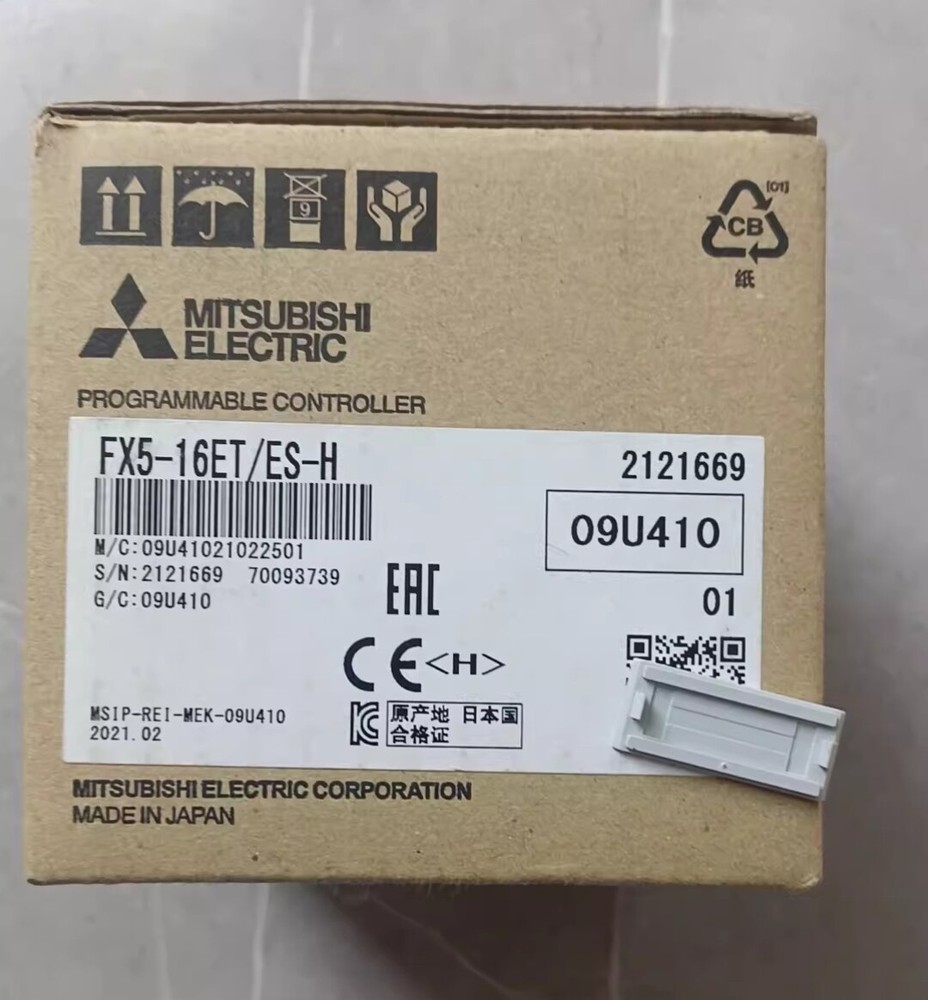 9
[01]
CB
紙
MITSUBISHI
ELECTRIC
PROGRAMMABLE CONTROLLER
FX5-16ET/ES-H
2121669
09U410
M/C:09U41021022501
S/N:2121669 70093739
G/C:09U410
EAC
01
CE<H>
MSIP-REI-MEK-09U410
2021.02
KC
原产地 日本国
合格证
MITSUBISHI ELECTRIC CORPORATION
MADE IN JAPAN